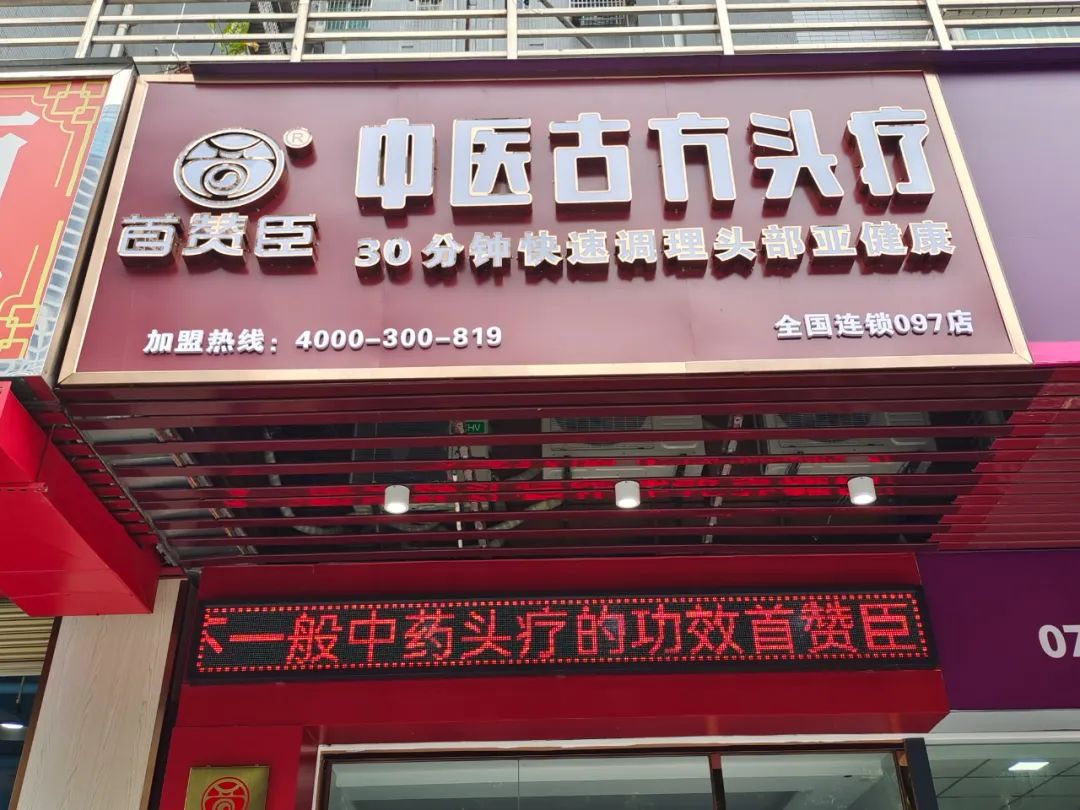 ®
首赞臣
中医古方头疗
30分钟快速调理头部亚健康
加盟热线：4000-300-819
全国连锁097店
不一般中药头疗的功效首赞臣
07